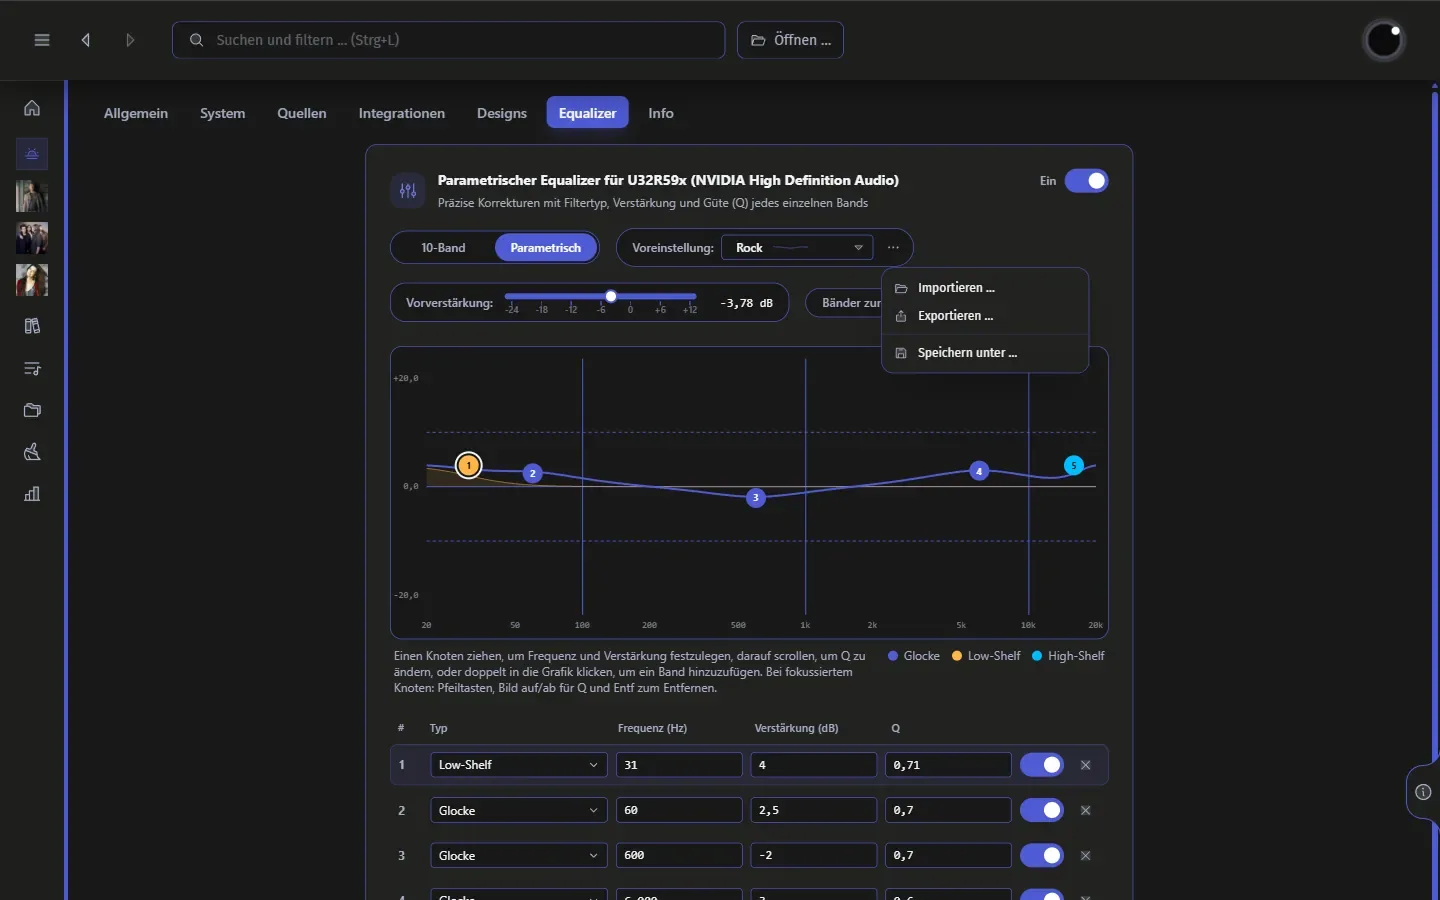 Suchen und filtern ... (Strg+L)
Öffnen ...
Allgemein System Quellen Integrationen Designs Equalizer Info
Parametrischer Equalizer für U32R59x (NVIDIA High Definition Audio)
Ein
Präzise Korrekturen mit Filtertyp, Verstärkung und Güte (Q) jedes einzelnen Bands
10-Band Parametrisch Voreinstellung: Rock
Importieren ...
Exportieren ...
Speichern unter ...
Vorverstärkung: -3,78 dB
-24 -18 -12 -6 0 +6 +12
Bänder
+20,0
0,0
-20,0
1 2 3 4 5
20 50 100 200 500 1k 2k 5k 10k 20k
Einen Knoten ziehen, um Frequenz und Verstärkung festzulegen, darauf scrollen, um Q zu
ändern, oder doppelt in die Grafik klicken, um ein Band hinzuzufügen. Bei fokussiertem
Knoten: Pfeiltasten, Bild auf/ab für Q und Entf zum Entfernen.
Glocke Low-Shelf High-Shelf
# Typ Frequenz (Hz) Verstärkung (dB) Q
1 Low-Shelf 31 4 0,71
2 Glocke 60 2,5 0,7
3 Glocke 600 -2 0,7